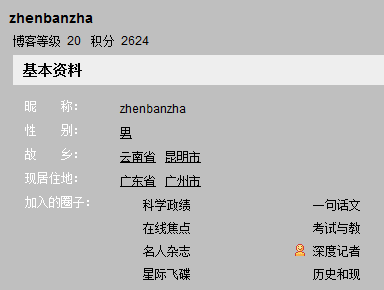 zhenbanzha
博客等级 20 积分 2624
基本资料
昵 称: zhenbanzha
性 别: 男
故 乡: 云南省 昆明市
现居住地: 广东省 广州市
加入的圈子: 科学政绩 一句话文
在线焦点 考试与教
名人杂志 深度记者
星际飞碟 历史和现